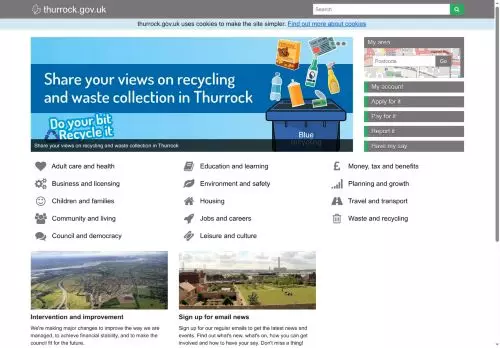 thurrock.gov.uk
Search
thurrock.gov.uk uses cookies to make the site simpler. Find out more about cookies
Share your views on recycling
and waste collection in Thurrock
Do your bit
Recycle it
Blue
recycling
Share your views on recycling and waste collection in Thurrock
My area
Postcode
Go
My account
Apply for it
Pay for it
Report it
Have my say
Adult care and health
Education and learning
Money, tax and benefits
Business and licensing
Environment and safety
Planning and growth
Children and families
Housing
Travel and transport
Community and living
Jobs and careers
Waste and recycling
Council and democracy
Leisure and culture
Intervention and improvement
We're making major changes to improve the way we are
managed, to achieve financial stability, and to make the
council fit for the future.
Sign up for email news
Sign up for our regular emails to get the latest news and
events. Find out what's new, what's on, how you can get
involved and how to have your say. Don't miss a thing!